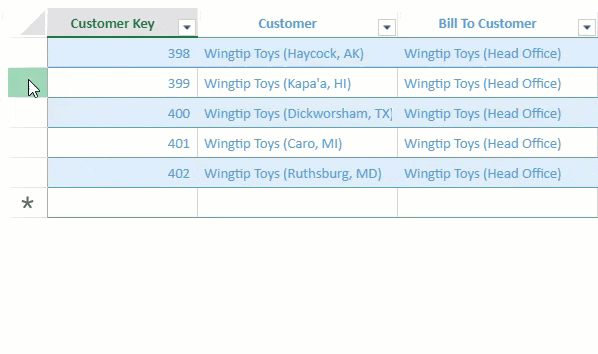 Customer Key Customer Bill To Customer
398 Wingtip Toys (Haycock, AK) Wingtip Toys (Head Office)
399 Wingtip Toys (Kapa'a, HI) Wingtip Toys (Head Office)
400 Wingtip Toys (Dickworsham, TX) Wingtip Toys (Head Office)
401 Wingtip Toys (Caro, MI) Wingtip Toys (Head Office)
402 Wingtip Toys (Ruthsburg, MD) Wingtip Toys (Head Office)
*